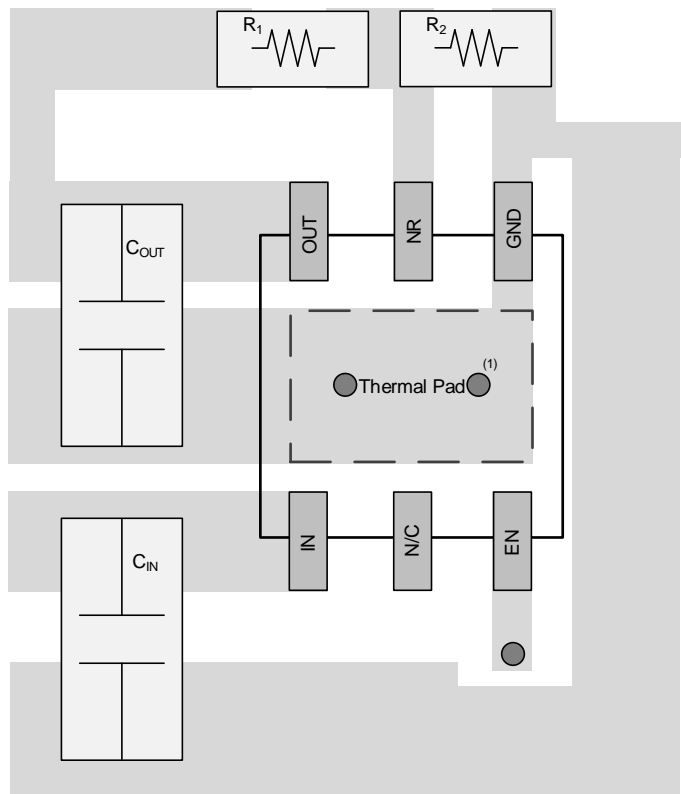 R1
R2
OUT
NR
GND
COUT
Thermal Pad (1)
IN
N/C
EN
CIN